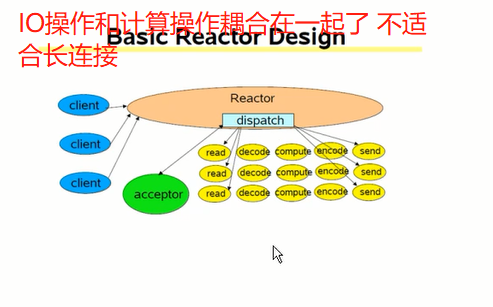 IO操作和计算操作耦合在一起了 不适
合长连接
Basic Reactor Design
Reactor
dispatch
client
client
client
acceptor
read decode compute encode send
read decode compute encode send
read decode compute encode send